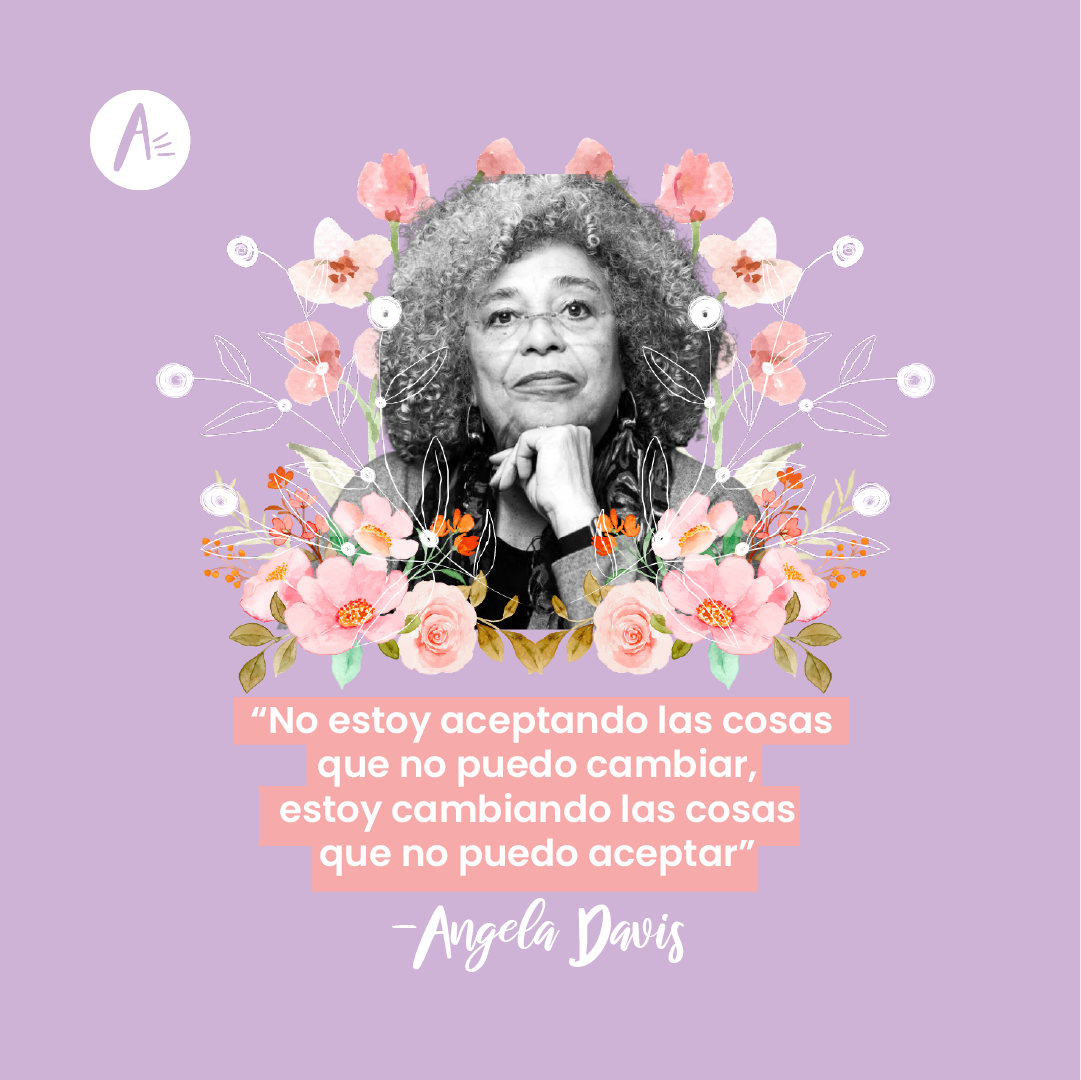 A
“No estoy aceptando las cosas
que no puedo cambiar,
estoy cambiando las cosas
que no puedo aceptar”
–Angela Davis